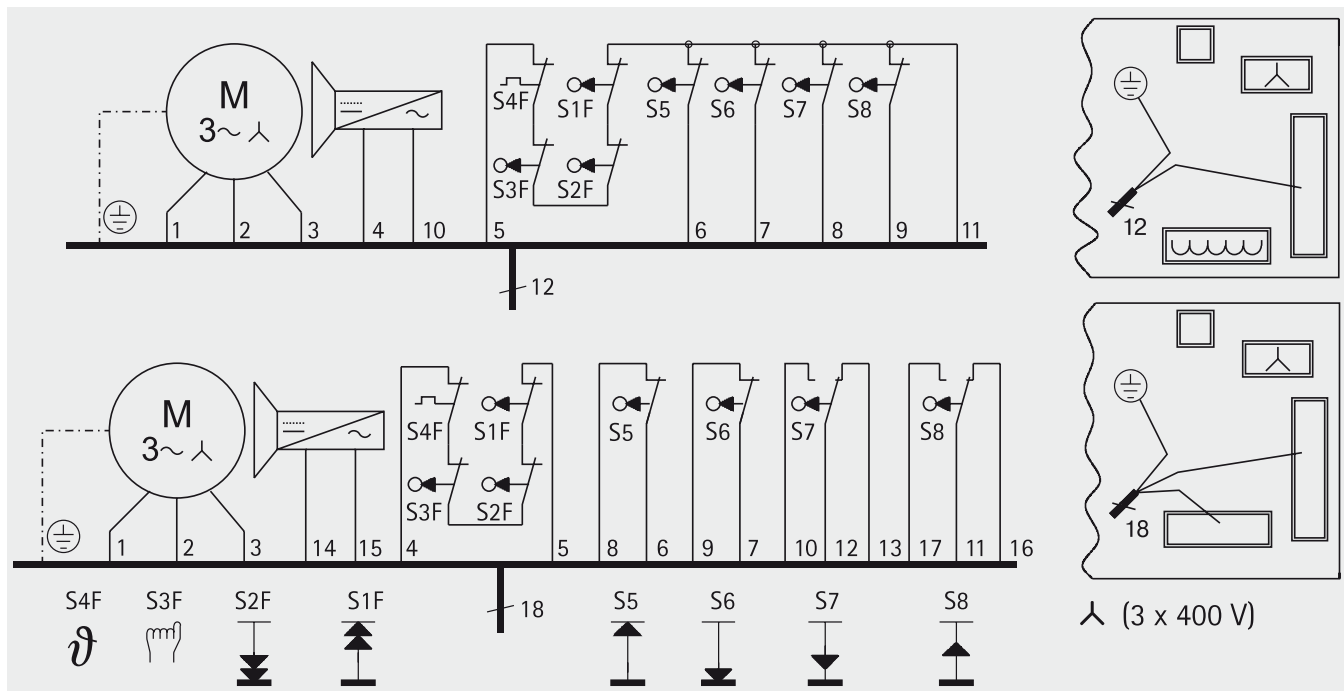 M
3~
S4F S1F S5 S6 S7 S8
S3F S2F
1 2 3 4 10 5 6 7 8 9 11
12
12
M
3~
S4F S1F S5 S6 S7 S8
S3F S2F
1 2 3 14 15 4 5 8 6 9 7 10 12 13 17 11 16
18
18
S4F S3F S2F S1F S5 S6 S7 S8
ϑ
(3 x 400 V)